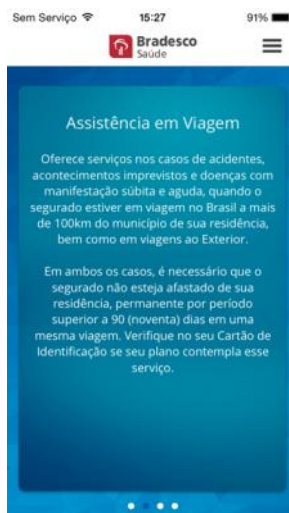 Sem Serviço 15:27 91%
Bradesco
Saúde
Assistência em Viagem
Oferece serviços nos casos de acidentes,
acontecimentos imprevistos e doenças com
manifestação súbita e aguda, quando o
segurado estiver em viagem no Brasil a mais
de 100km do município de sua residência,
bem como em viagens ao Exterior.
Em ambos os casos, é necessário que o
segurado não esteja afastado de sua
residência, permanente por período
superior a 90 (noventa) dias em uma
mesma viagem. Verifique no seu Cartão de
Identificação se seu plano contempla esse
serviço.